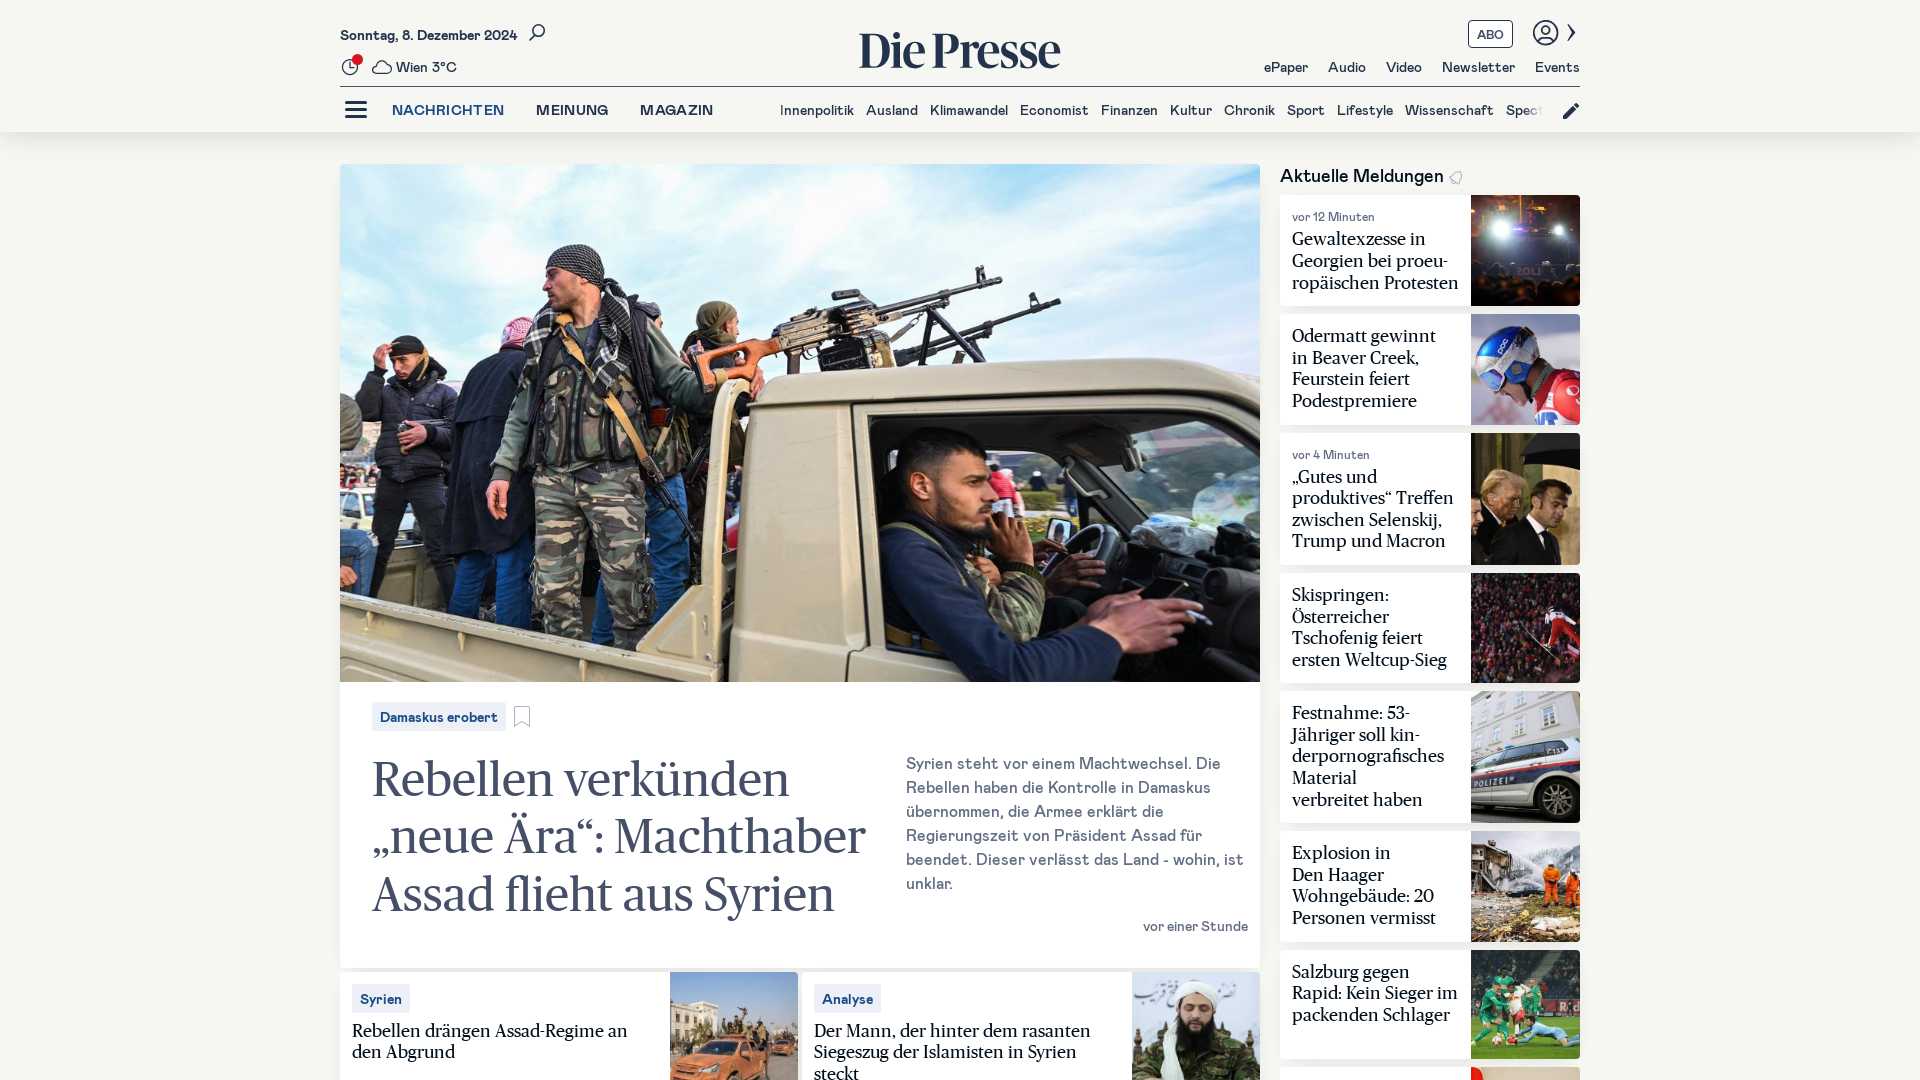 Sonntag, 8. Dezember 2024
Wien 3°C
Die Presse
ABO
ePaper Audio Video Newsletter Events
NACHRICHTEN MEINUNG MAGAZIN
Innenpolitik Ausland Klimawandel Economist Finanzen Kultur Chronik Sport Lifestyle Wissenschaft Spect
Damaskus erobert
Rebellen verkünden
„neue Ära“: Machthaber
Assad flieht aus Syrien
Syrien steht vor einem Machtwechsel. Die
Rebellen haben die Kontrolle in Damaskus
übernommen, die Armee erklärt die
Regierungszeit von Präsident Assad für
beendet. Dieser verlässt das Land - wohin, ist
unklar.
vor einer Stunde
Syrien
Rebellen drängen Assad-Regime an
den Abgrund
Analyse
Der Mann, der hinter dem rasanten
Siegeszug der Islamisten in Syrien
steckt
Aktuelle Meldungen
vor 12 Minuten
Gewaltexzesse in
Georgien bei proeu-
ropäischen Protesten
Odermatt gewinnt
in Beaver Creek,
Feurstein feiert
Podestpremiere
poc
vor 4 Minuten
„Gutes und
produktives“ Treffen
zwischen Selenskij,
Trump und Macron
Skispringen:
Österreicher
Tschofenig feiert
ersten Weltcup-Sieg
Festnahme: 53-
Jähriger soll kin-
derpornografisches
Material
verbreitet haben
POLIZEI
Explosion in
Den Haager
Wohngebäude: 20
Personen vermisst
Salzburg gegen
Rapid: Kein Sieger im
packenden Schlager